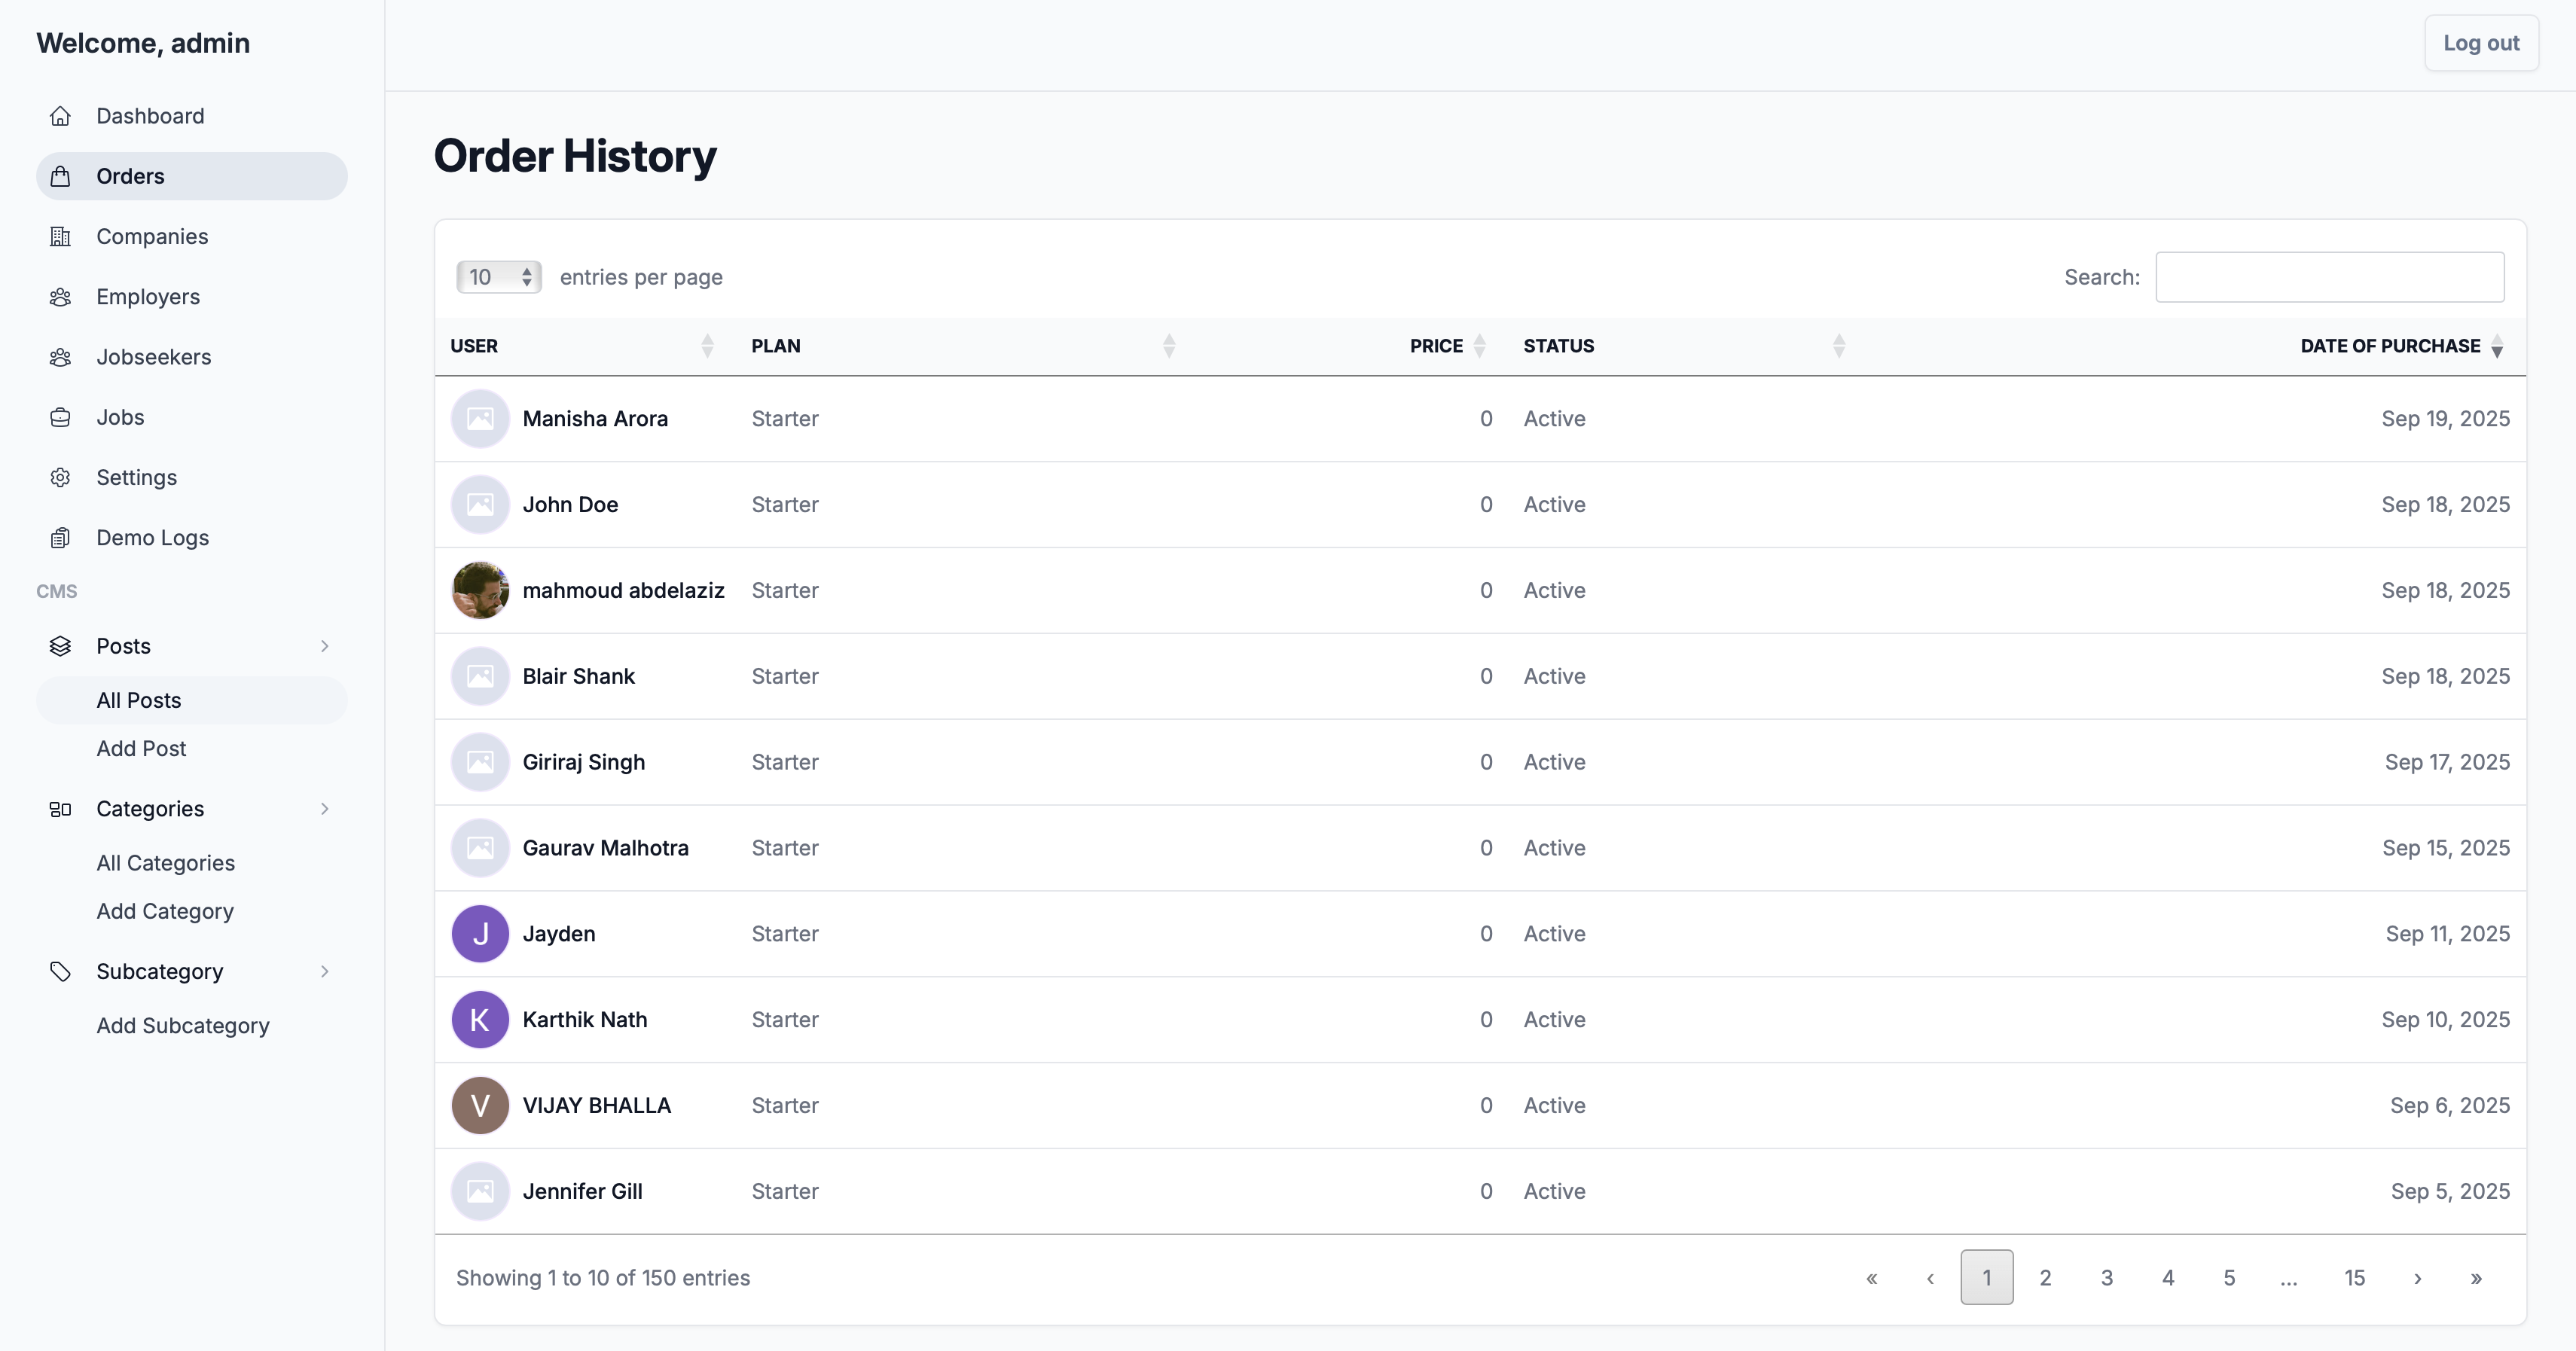 Welcome, admin
Log out
Dashboard
Orders
Companies
Employers
Jobseekers
Jobs
Settings
Demo Logs
CMS
Posts
All Posts
Add Post
Categories
All Categories
Add Category
Subcategory
Add Subcategory
Order History
10 entries per page Search:
USER PLAN PRICE STATUS DATE OF PURCHASE
Manisha Arora Starter 0 Active Sep 19, 2025
John Doe Starter 0 Active Sep 18, 2025
mahmoud abdelaziz Starter 0 Active Sep 18, 2025
Blair Shank Starter 0 Active Sep 18, 2025
Giriraj Singh Starter 0 Active Sep 17, 2025
Gaurav Malhotra Starter 0 Active Sep 15, 2025
J Jayden Starter 0 Active Sep 11, 2025
K Karthik Nath Starter 0 Active Sep 10, 2025
V VIJAY BHALLA Starter 0 Active Sep 6, 2025
Jennifer Gill Starter 0 Active Sep 5, 2025
Showing 1 to 10 of 150 entries « ‹ 1 2 3 4 5 … 15 › »